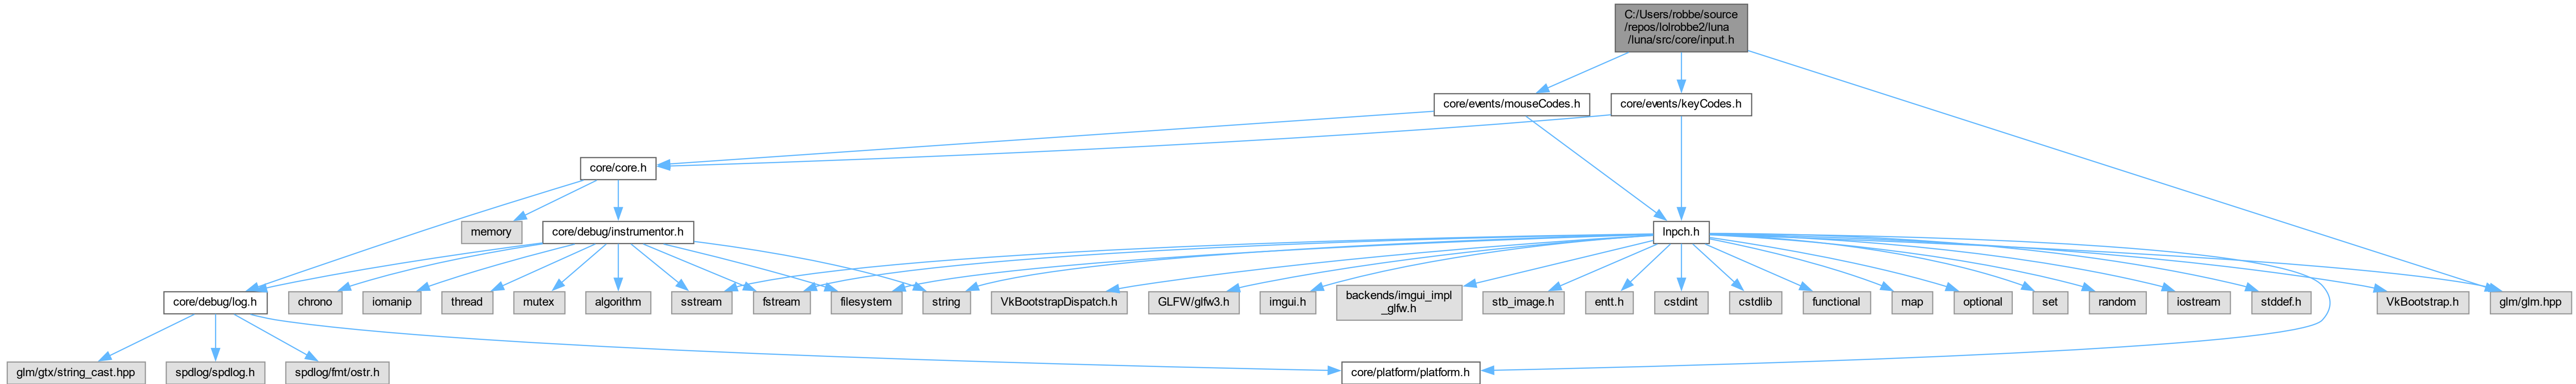 C:/Users/robbe/source
/repos/lolrobbe2/luna
/luna/src/core/input.h
core/events/mouseCodes.h
core/events/keyCodes.h
core/core.h
memory
core/debug/instrumentor.h
lnpch.h
core/debug/log.h
chrono
iomanip
thread
mutex
algorithm
sstream
fstream
filesystem
string
VkBootstrapDispatch.h
GLFW/glfw3.h
imgui.h
backends/imgui_impl
_glfw.h
stb_image.h
entt.h
cstdint
cstdlib
functional
map
optional
set
random
iostream
stddef.h
VkBootstrap.h
glm/glm.hpp
glm/gtx/string_cast.hpp
spdlog/spdlog.h
spdlog/fmt/ostr.h
core/platform/platform.h